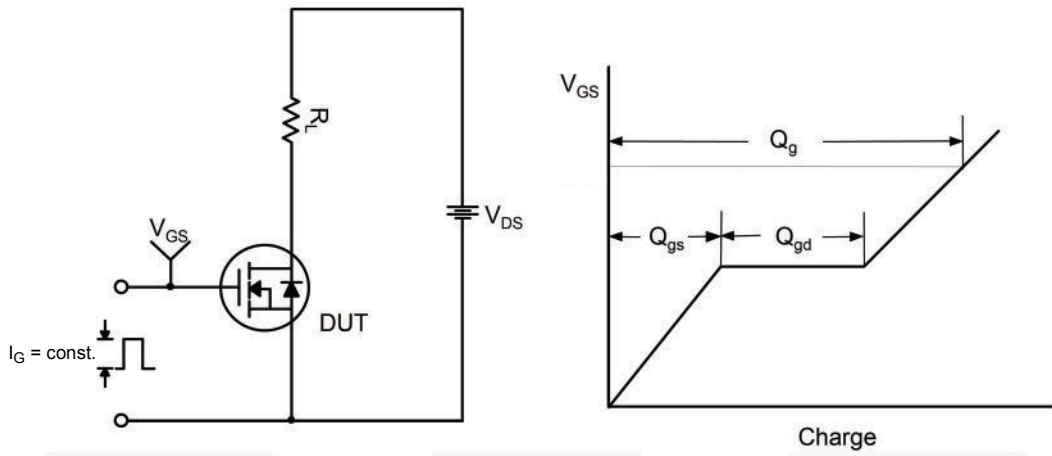 R_L
V_GS
V_DS
DUT
I_G = const.
V_GS
Q_g
Q_gs
Q_gd
Charge